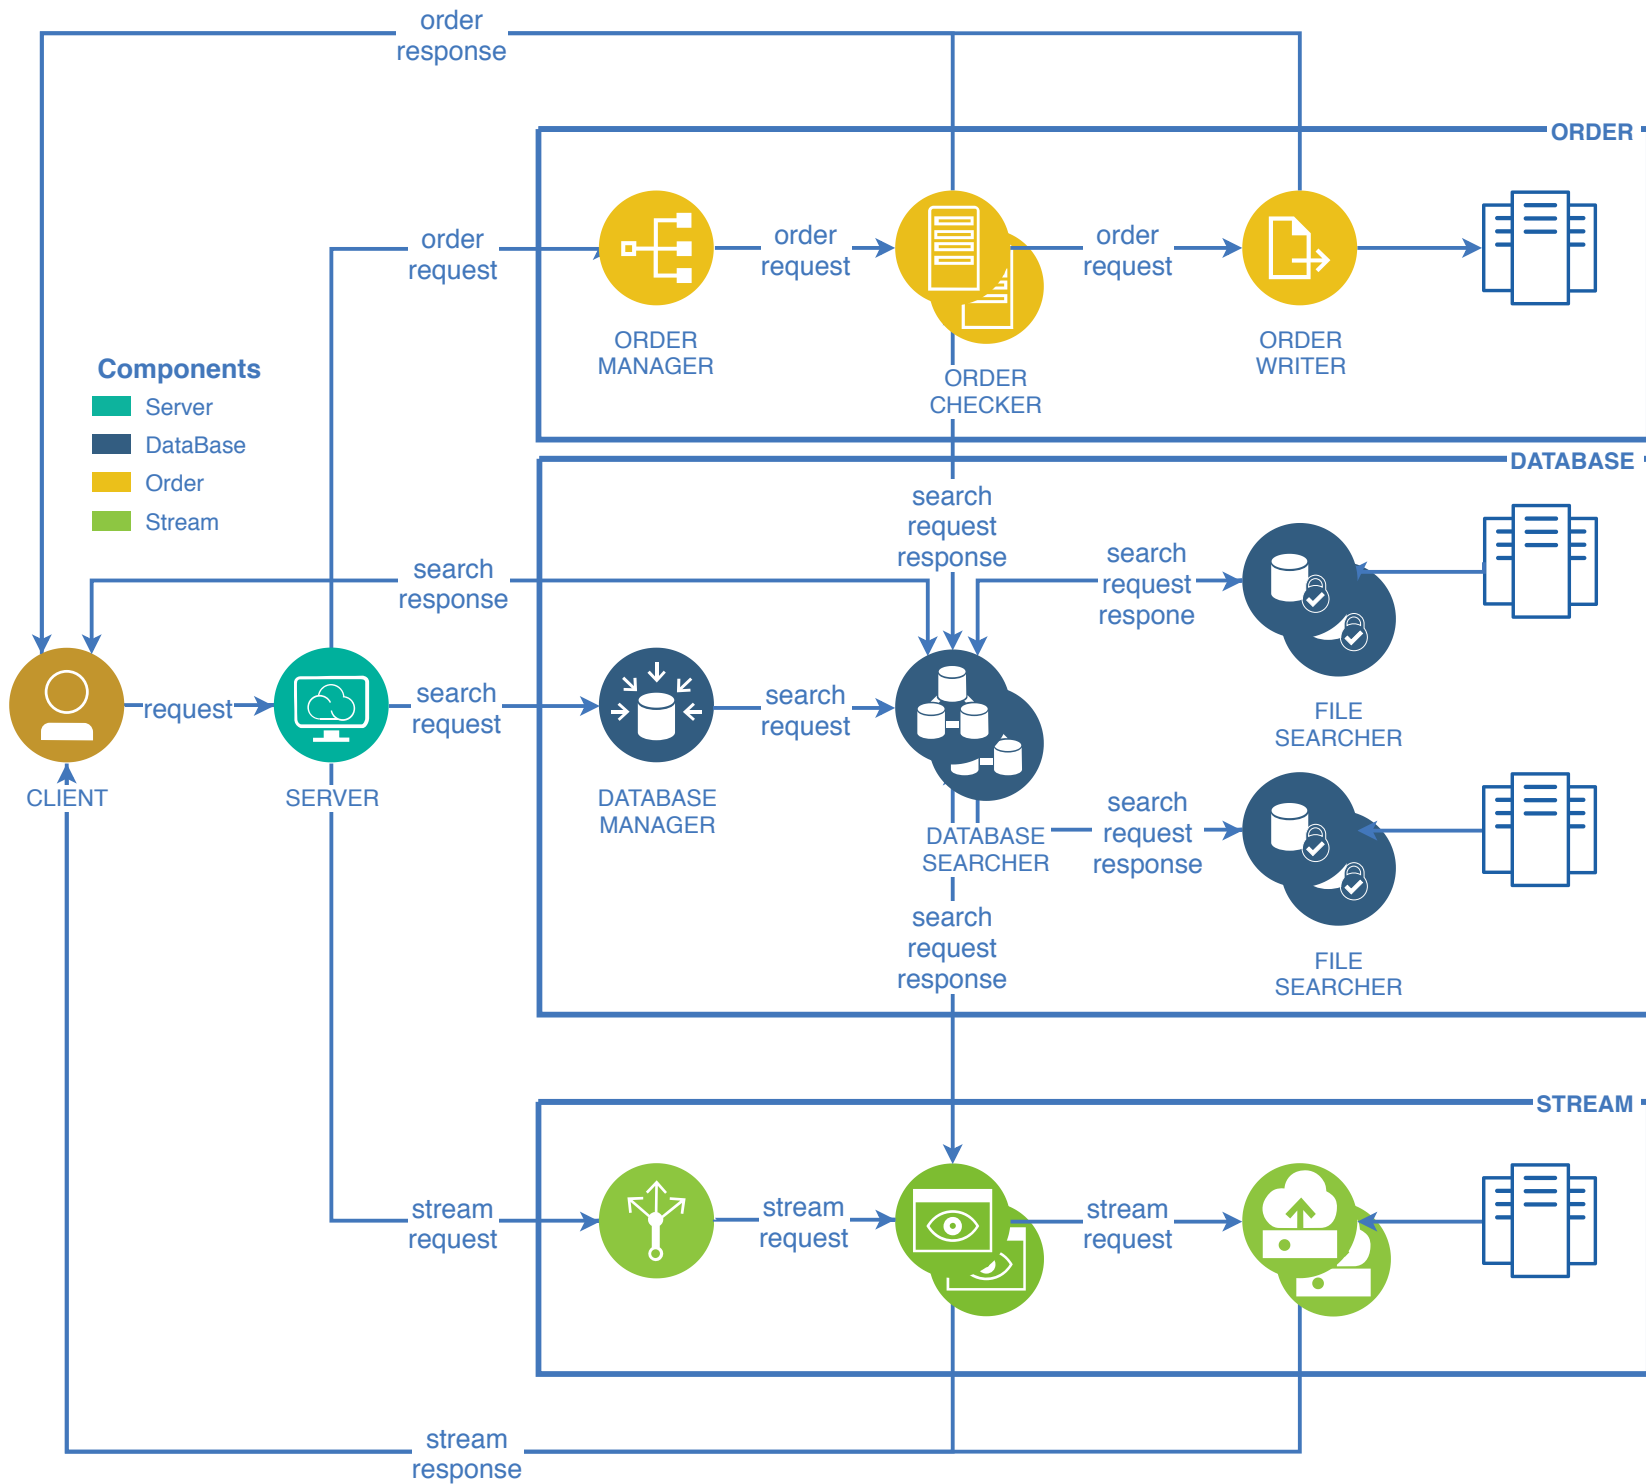 order
response
ORDER
order
request
order
request
order
request
ORDER
MANAGER
ORDER
CHECKER
ORDER
WRITER
Components
Server
DataBase
Order
Stream
DATABASE
search
request
response
search
response
search
request
respone
request
search
request
search
request
FILE
SEARCHER
CLIENT
SERVER
DATABASE
MANAGER
DATABASE
SEARCHER
search
request
response
search
request
response
FILE
SEARCHER
STREAM
stream
request
stream
request
stream
request
stream
response